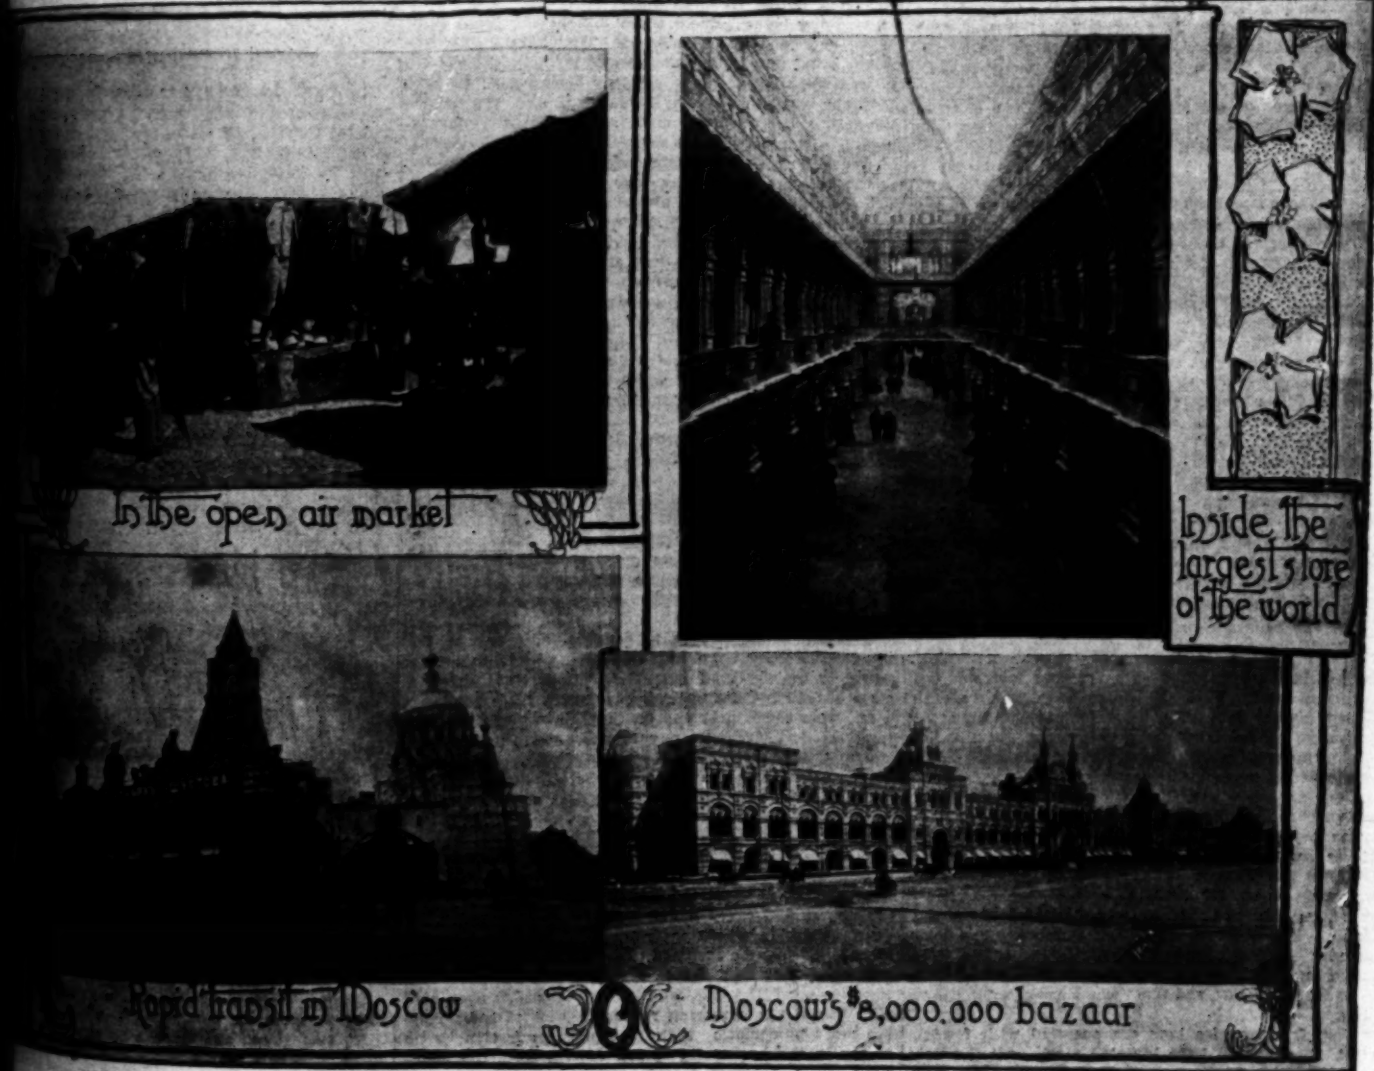 In the open air market
Inside the
largest store
of the world
Rapid transit in Moscow
Moscow's $8,000.000 bazaar